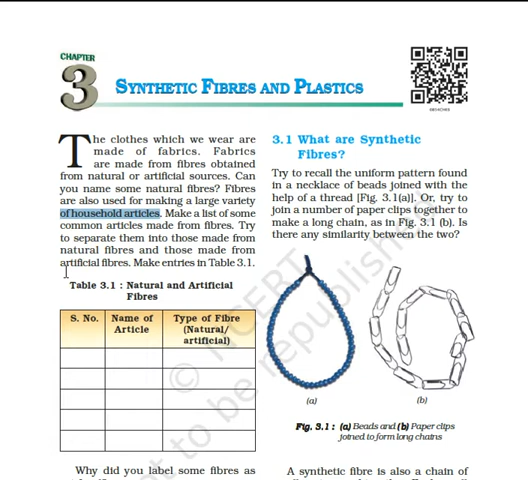 CHAPTER
3
SYNTHETIC FIBRES AND PLASTICS
The clothes which we wear are
made of fabrics. Fabrics
are made from fibres obtained
from natural or artificial sources. Can
you name some natural fibres? Fibres
are also used for making a large variety
of household articles. Make a list of some
common articles made from fibres. Try
to separate them into those made from
natural fibres and those made from
artificial fibres. Make entries in Table 3.1.
Table 3.1 : Natural and Artificial
Fibres
S. No. Name of Article Type of Fibre (Natural/ artificial)
Why did you label some fibres as
3.1 What are Synthetic
Fibres?
Try to recall the uniform pattern found
in a necklace of beads joined with the
help of a thread [Fig. 3.1(a)]. Or, try to
join a number of paper clips together to
make a long chain, as in Fig. 3.1 (b). Is
there any similarity between the two?
(a) (b)
Fig. 3.1 : (a) Beads and (b) Paper clips
joined to form long chains
A synthetic fibre is also a chain of
© NCERT
not to be republished